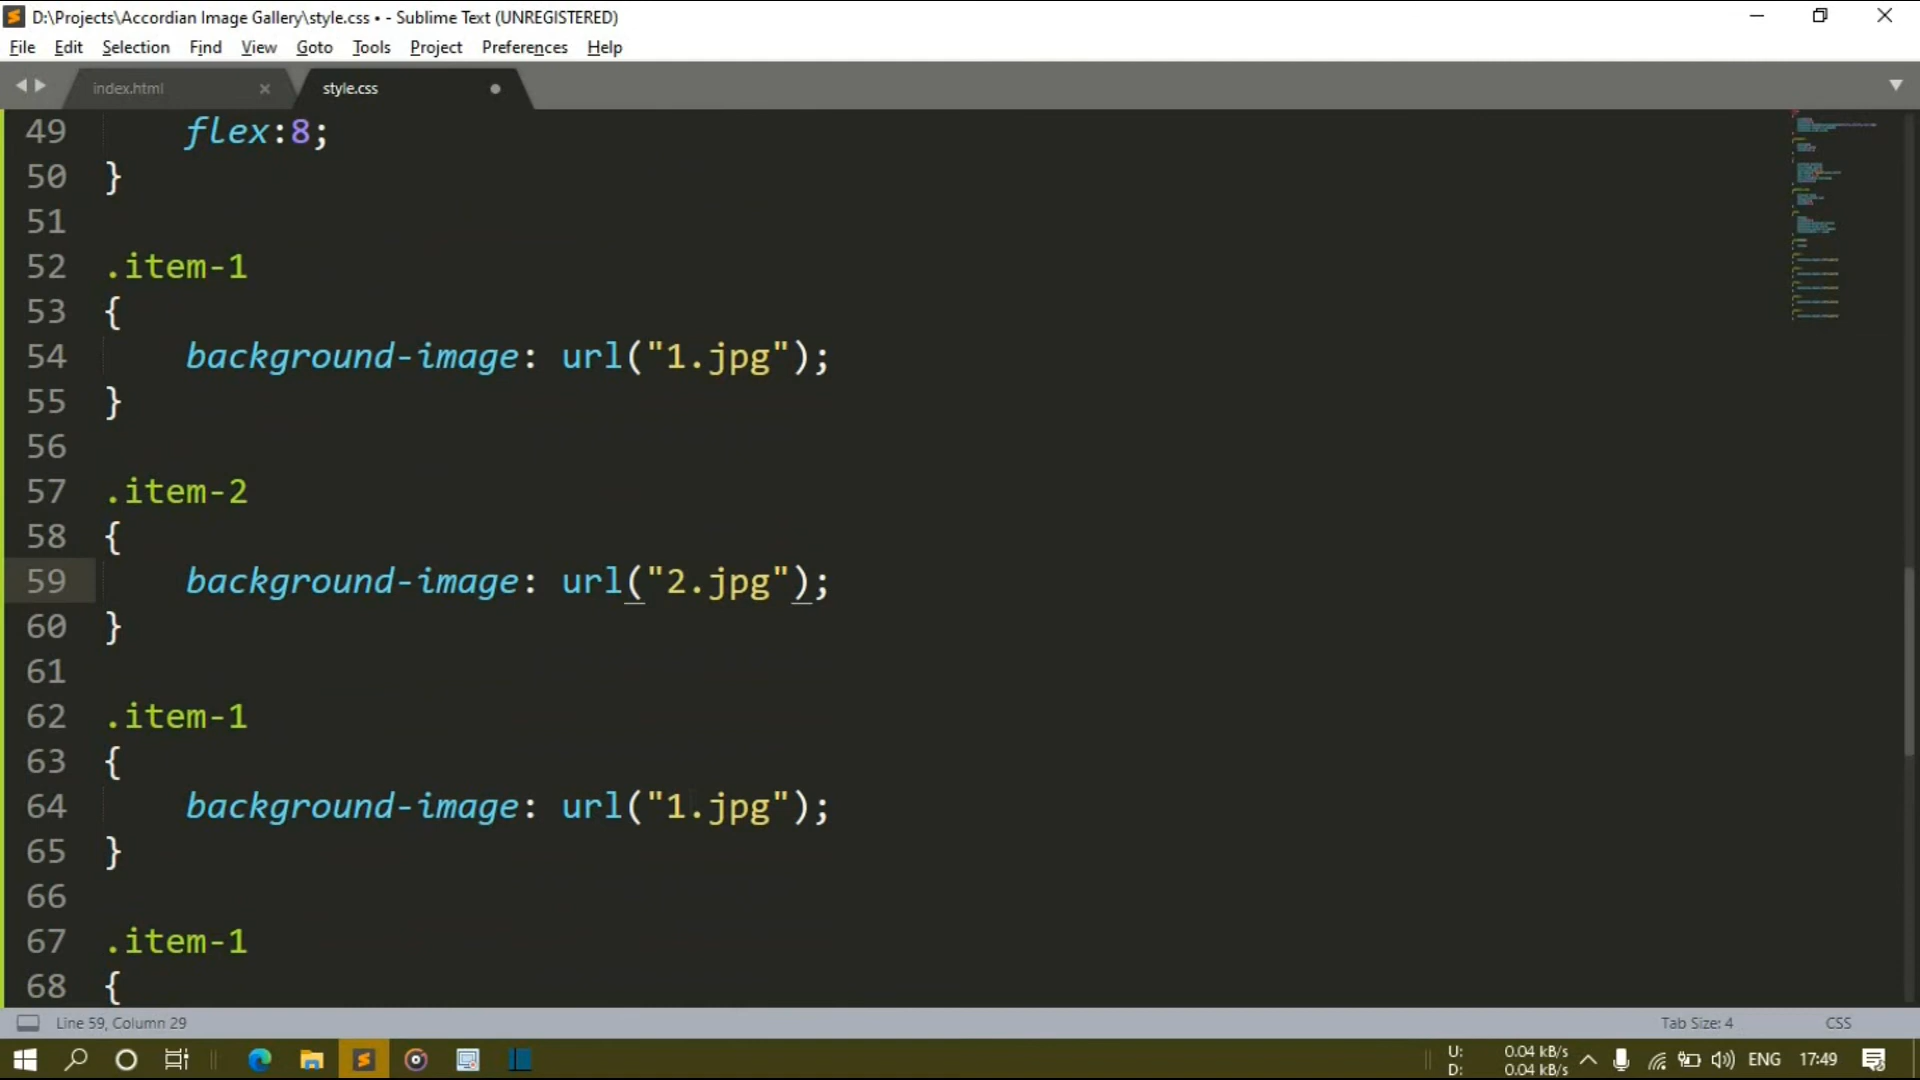 D:\Projects\Accordian Image Gallery\style.css • - Sublime Text (UNREGISTERED)
File Edit Selection Find View Goto Tools Project Preferences Help
index.html × style.css
49 flex:8;
50 }
51
52 .item-1
53 {
54 background-image: url("1.jpg");
55 }
56
57 .item-2
58 {
59 background-image: url("2.jpg");
60 }
61
62 .item-1
63 {
64 background-image: url("1.jpg");
65 }
66
67 .item-1
68 {
Line 59, Column 29 Tab Size: 4 CSS
U: 0.04 kB/s
D: 0.04 kB/s
ENG 17:49